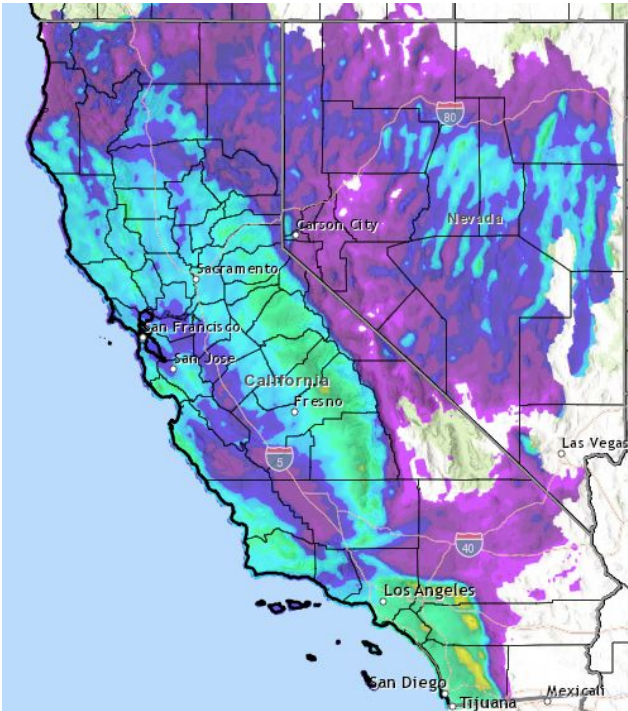 80
Nevada
Carson City
Sacramento
San Francisco
San Jose
California
Fresno
5
Las Vegas
40
Los Angeles
San Diego
Mexicali
Tijuana